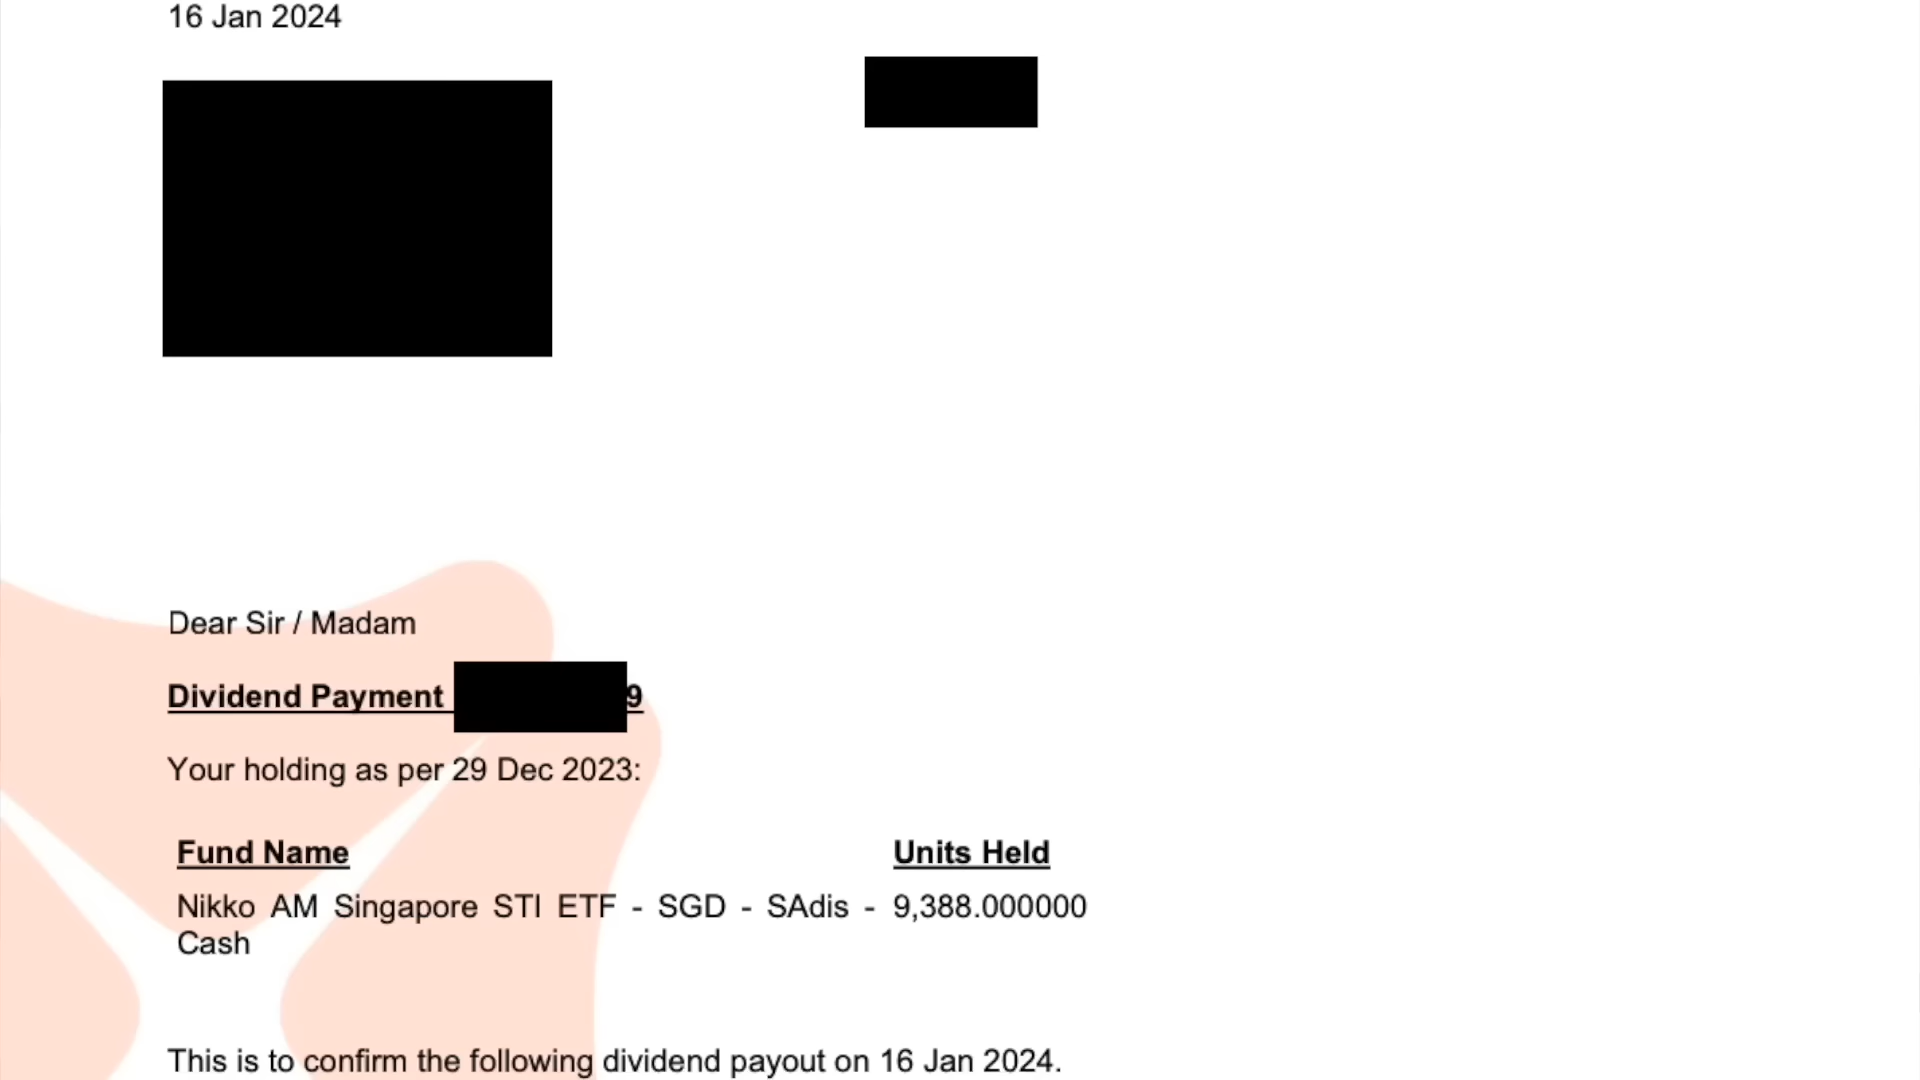 16 Jan 2024
Dear Sir / Madam
Dividend Payment 9
Your holding as per 29 Dec 2023:
Fund Name Units Held
Nikko AM Singapore STI ETF - SGD - SAdis - 9,388.000000
Cash
This is to confirm the following dividend payout on 16 Jan 2024.